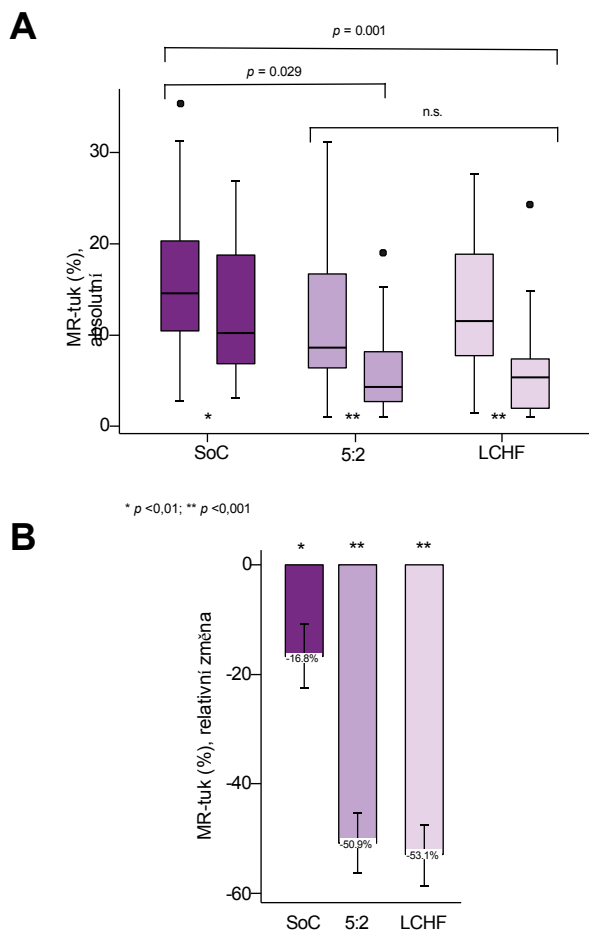 A
p = 0.001
p = 0.029
n.s.
MR-tuk (%),
absolutní
30
20
10
0
* ** **
SoC 5:2 LCHF
* p <0,01; ** p <0,001
B
* ** **
0
-20
-40
-60
MR-tuk (%), relativní změna
-16.8%
-50.9%
-53.1%
SoC 5:2 LCHF